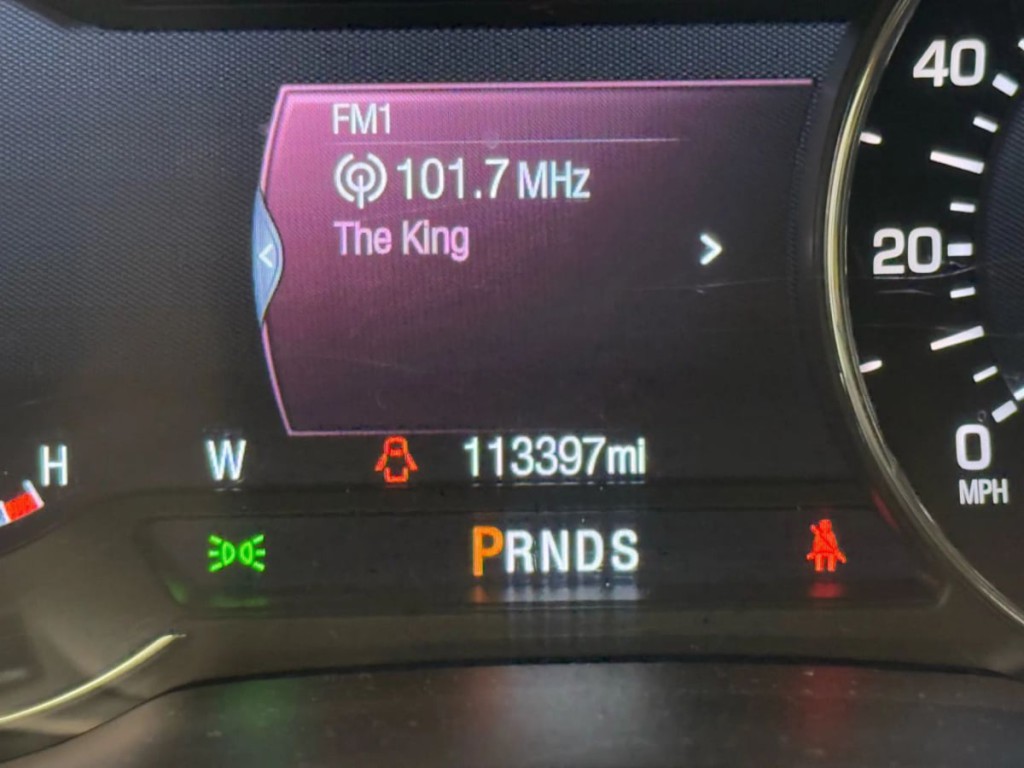 FM1
101.7 MHz
The King
40
20
0
MPH
H
W
113397mi
PRNDS